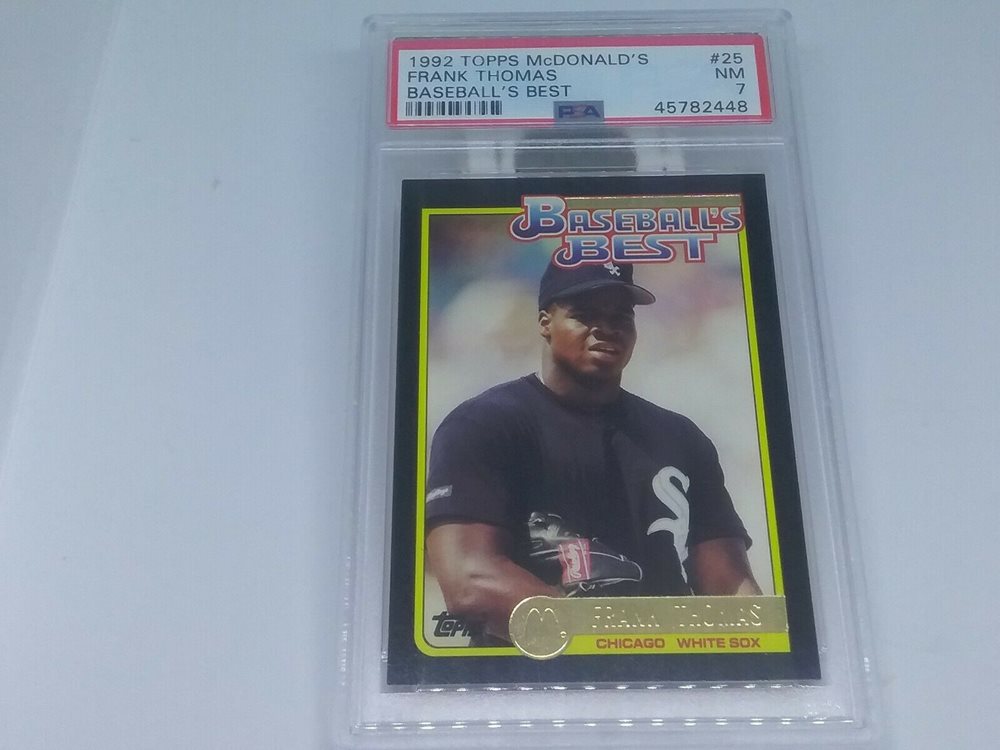 1992 TOPPS McDONALD'S #25
FRANK THOMAS NM
BASEBALL'S BEST 7
PSA 45782448
BASEBALL'S
BEST
TOPPS
FRANK THOMAS
CHICAGO WHITE SOX